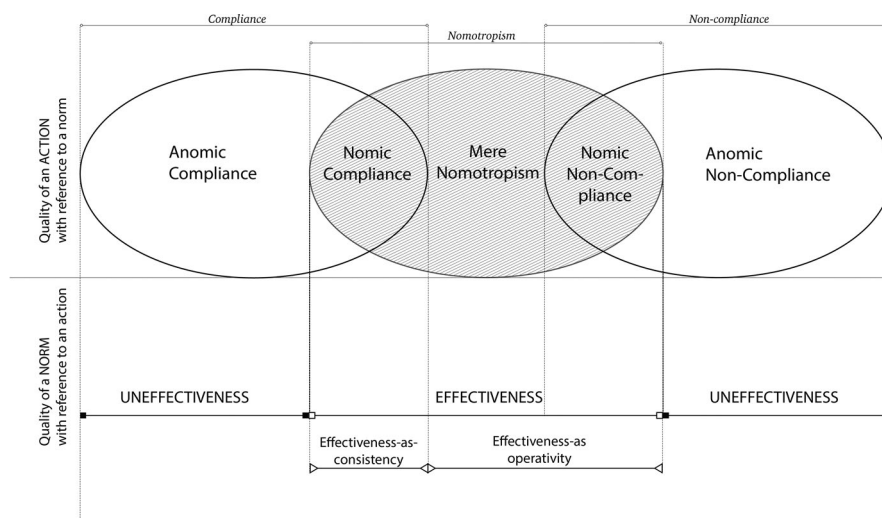 Compliance
Non-compliance
Nomotropism
Quality of an ACTION
with reference to a norm
Anomic
Compliance
Nomic
Compliance
Mere
Nomotropism
Nomic
Non-Com-
pliance
Anomic
Non-Compliance
Quality of a NORM
with reference to an action
UNEFFECTIVENESS
EFFECTIVENESS
UNEFFECTIVENESS
Effectiveness-as-
consistency
Effectiveness-as
operativity